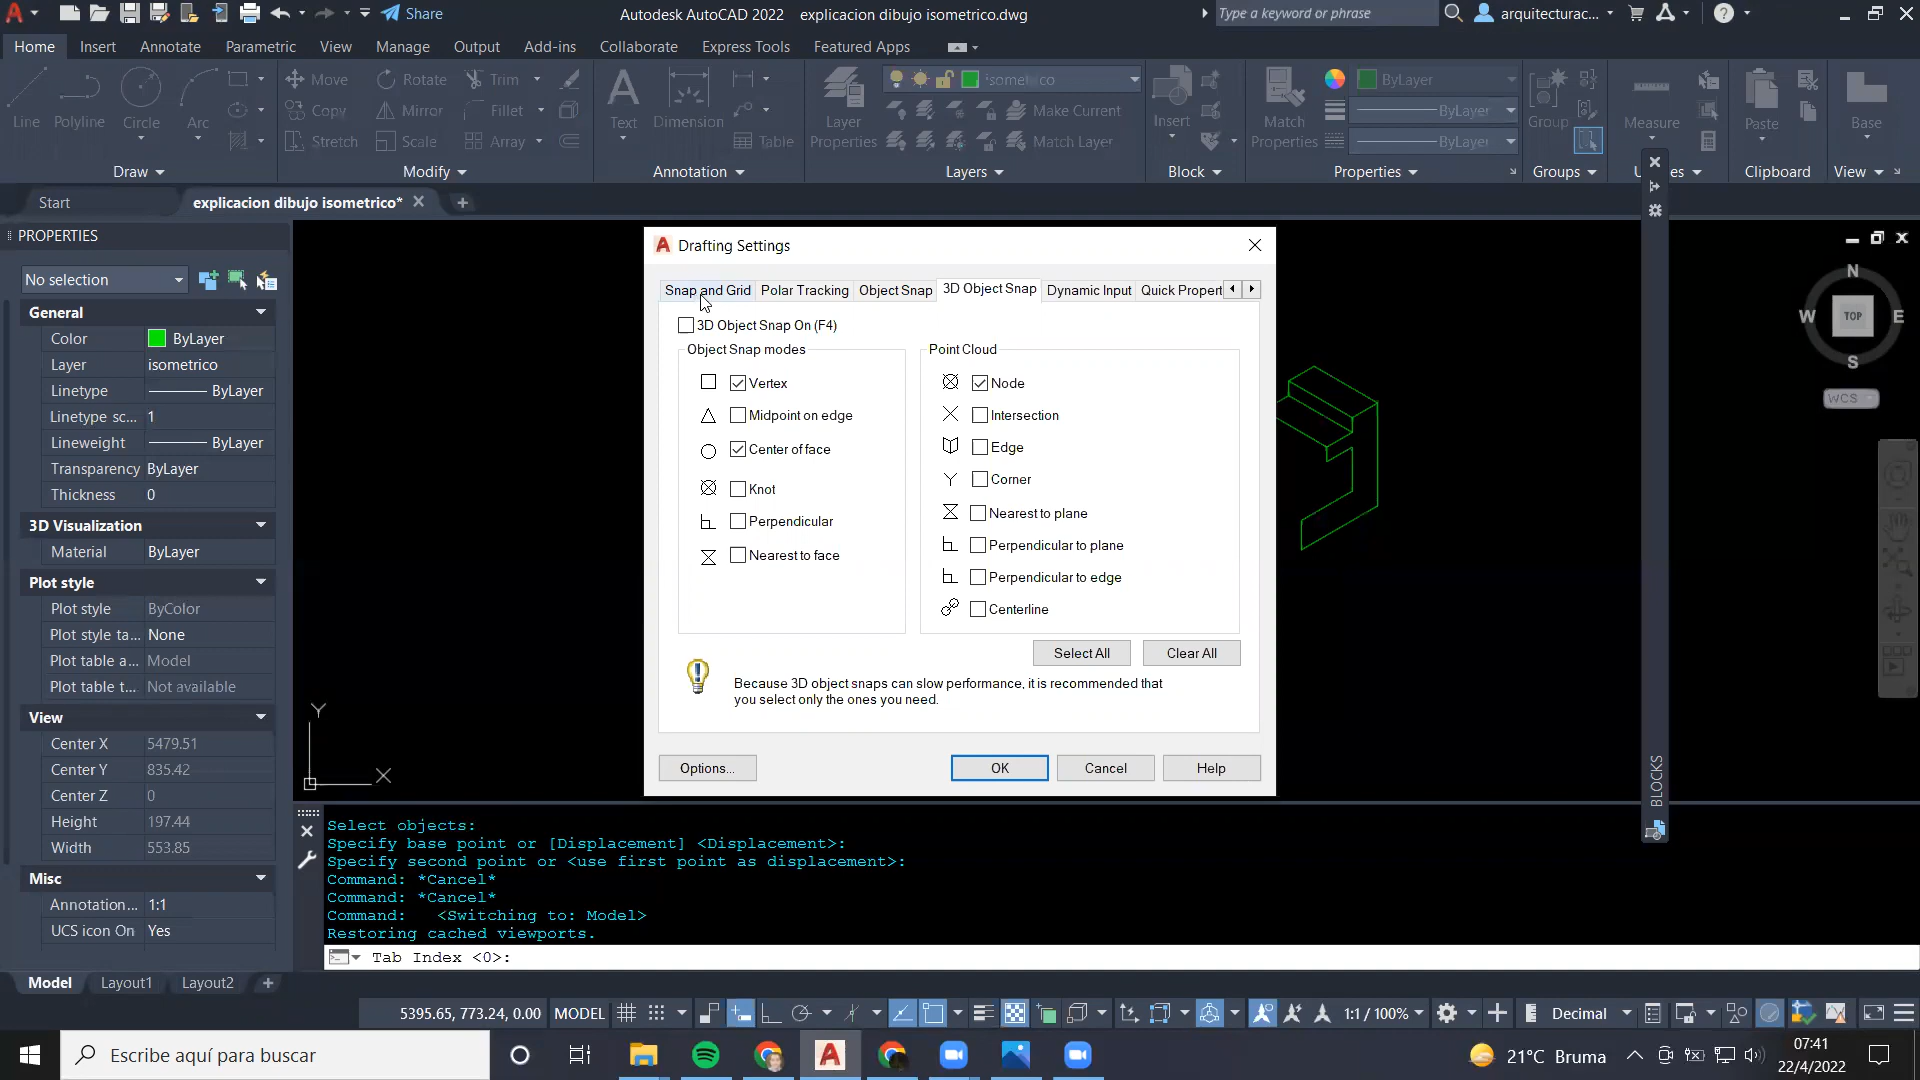 Share
Autodesk AutoCAD 2022 explicacion dibujo isometrico.dwg
Type a keyword or phrase
arquitecturac...
Home Insert Annotate Parametric View Manage Output Add-ins Collaborate Express Tools Featured Apps
Line Polyline Circle Arc
Move Rotate Trim
Copy Mirror Fillet
Stretch Scale Array
Text Dimension
Table
Layer Properties
isometrico
Make Current
Match Layer
Insert
Match Properties
ByLayer
ByLayer
ByLayer
Group
Measure
Paste
Base
Draw Modify Annotation Layers Block Properties Groups Clipboard View
Start
explicacion dibujo isometrico*
PROPERTIES
No selection
General
Color ByLayer
Layer isometrico
Linetype ByLayer
Linetype sc... 1
Lineweight ByLayer
Transparency ByLayer
Thickness 0
3D Visualization
Material ByLayer
Plot style
Plot style ByColor
Plot style ta... None
Plot table a... Model
Plot table t... Not available
View
Center X 5479.51
Center Y 835.42
Center Z 0
Height 197.44
Width 553.85
Misc
Annotation... 1:1
UCS icon On Yes
Drafting Settings
Snap and Grid Polar Tracking Object Snap 3D Object Snap Dynamic Input Quick Propert
3D Object Snap On (F4)
Object Snap modes
Vertex
Midpoint on edge
Center of face
Knot
Perpendicular
Nearest to face
Point Cloud
Node
Intersection
Edge
Corner
Nearest to plane
Perpendicular to plane
Perpendicular to edge
Centerline
Select All Clear All
Because 3D object snaps can slow performance, it is recommended that
you select only the ones you need.
Options... OK Cancel Help
N
W TOP E
S
WCS
BLOCKS
Y
X
Select objects:
Specify base point or [Displacement] <Displacement>:
Specify second point or <use first point as displacement>:
Command: *Cancel*
Command: *Cancel*
Command: <Switching to: Model>
Restoring cached viewports.
Tab Index <0>:
Model Layout1 Layout2
5395.65, 773.24, 0.00 MODEL
1:1 / 100%
Decimal
Escribe aquí para buscar
21°C Bruma
07:41
22/4/2022